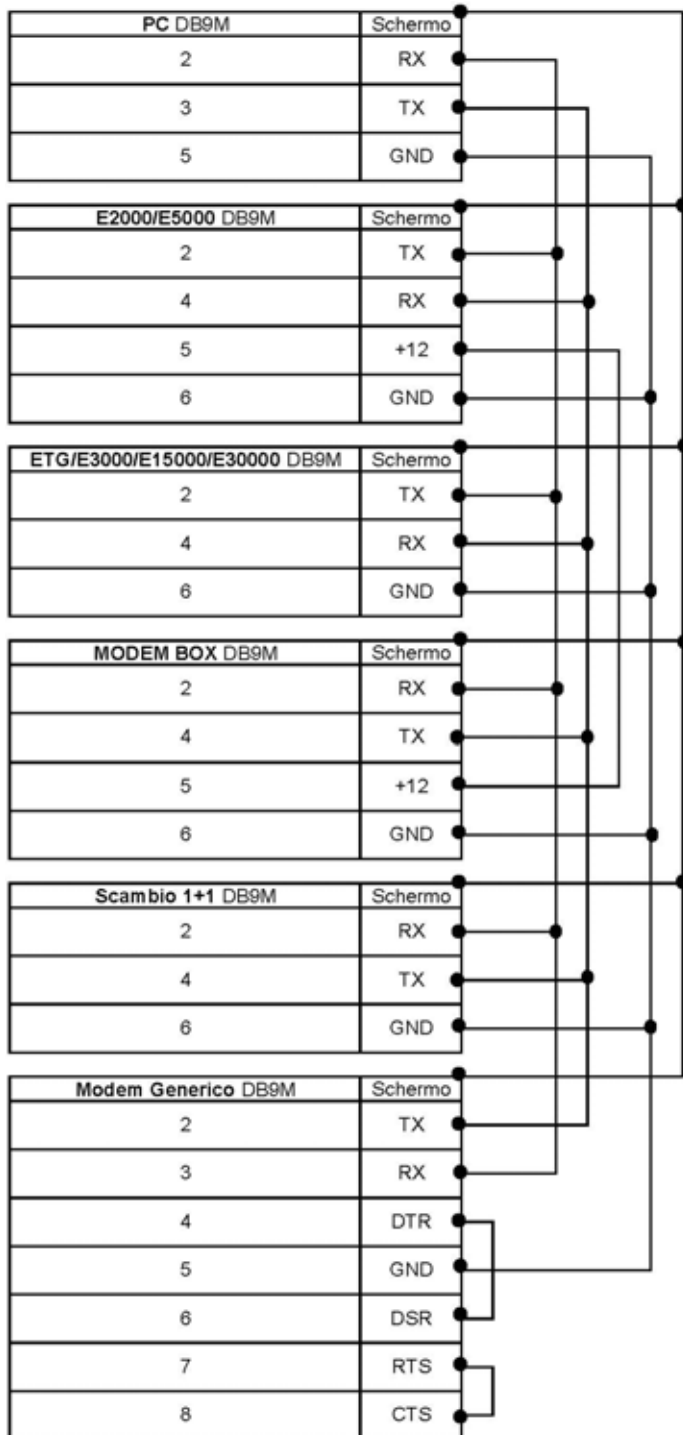 PC DB9M Schermo
2 RX
3 TX
5 GND
E2000/E5000 DB9M Schermo
2 TX
4 RX
5 +12
6 GND
ETG/E3000/E15000/E30000 DB9M Schermo
2 TX
4 RX
6 GND
MODEM BOX DB9M Schermo
2 RX
4 TX
5 +12
6 GND
Scambio 1+1 DB9M Schermo
2 RX
4 TX
6 GND
Modem Generico DB9M Schermo
2 TX
3 RX
4 DTR
5 GND
6 DSR
7 RTS
8 CTS